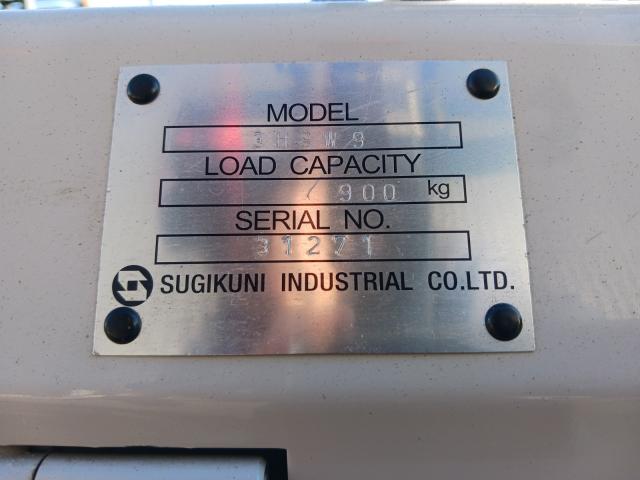 MODEL
LOAD CAPACITY
900 kg
SERIAL NO.
31271
SUGIKUNI INDUSTRIAL CO.LTD.